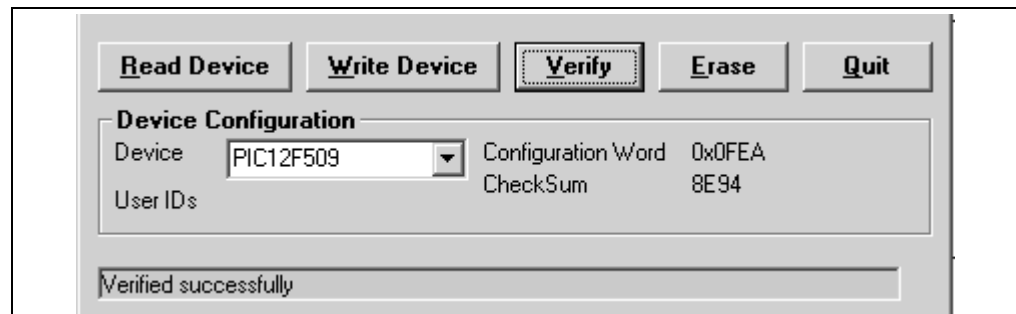 Read Device Write Device Verify Erase Quit
Device Configuration
Device PIC12F509 Configuration Word 0x0FEA
CheckSum 8E94
User IDs
Verified successfully